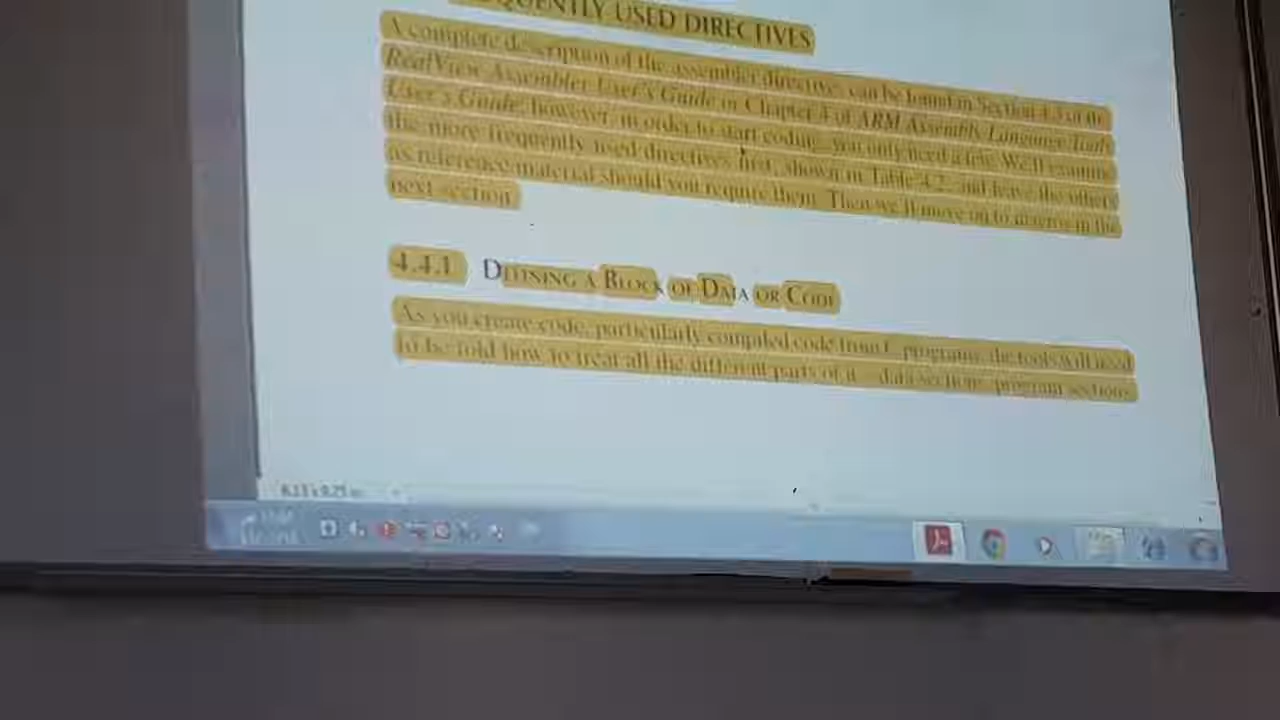 FREQUENTLY USED DIRECTIVES
A complete description of the assembler directives can be found in Section 4.3 of the
RealView Assembler User's Guide or Chapter 4 of ARM Assembly Language Tools
User's Guide; however, in order to start coding, you only need a few. We'll examine
the more frequently used directives first, shown in Table 4.2, and leave the others
as reference material should you require them. Then we'll move on to macros in the
next section.
4.4.1 DEFINING A BLOCK OF DATA OR CODE
As you create code, particularly compiled code from C programs, the tools will need
to be told how to treat all the different parts of it—data sections, program sections,